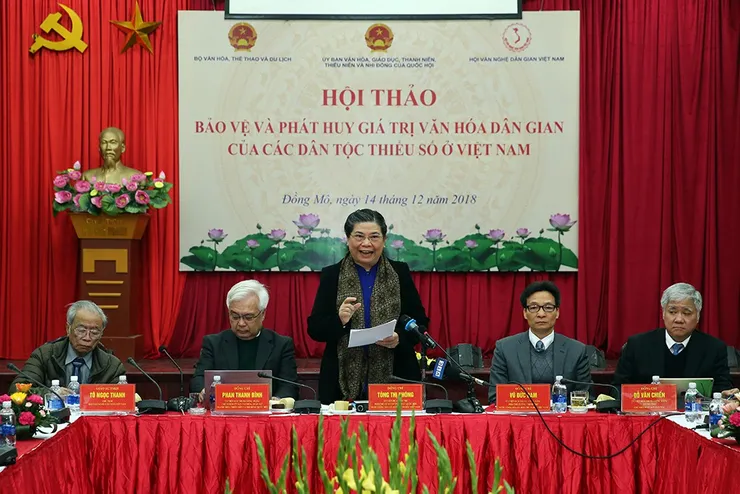 BỘ VĂN HÓA, THỂ THAO VÀ DU LỊCH
ỦY BAN VĂN HÓA, GIÁO DỤC, THANH NIÊN,
THIẾU NIÊN VÀ NHI ĐỒNG CỦA QUỐC HỘI
HỘI VĂN NGHỆ DÂN GIAN VIỆT NAM
HỘI THẢO
BẢO VỆ VÀ PHÁT HUY GIÁ TRỊ VĂN HÓA DÂN GIAN
CỦA CÁC DÂN TỘC THIỂU SỐ Ở VIỆT NAM
Đồng Mô, ngày 14 tháng 12 năm 2018
TÔ NGỌC THANH
PHAN THANH BÌNH
TÒNG THỊ PHÓNG
VŨ ĐỨC ĐAM
ĐỖ VĂN CHIẾN